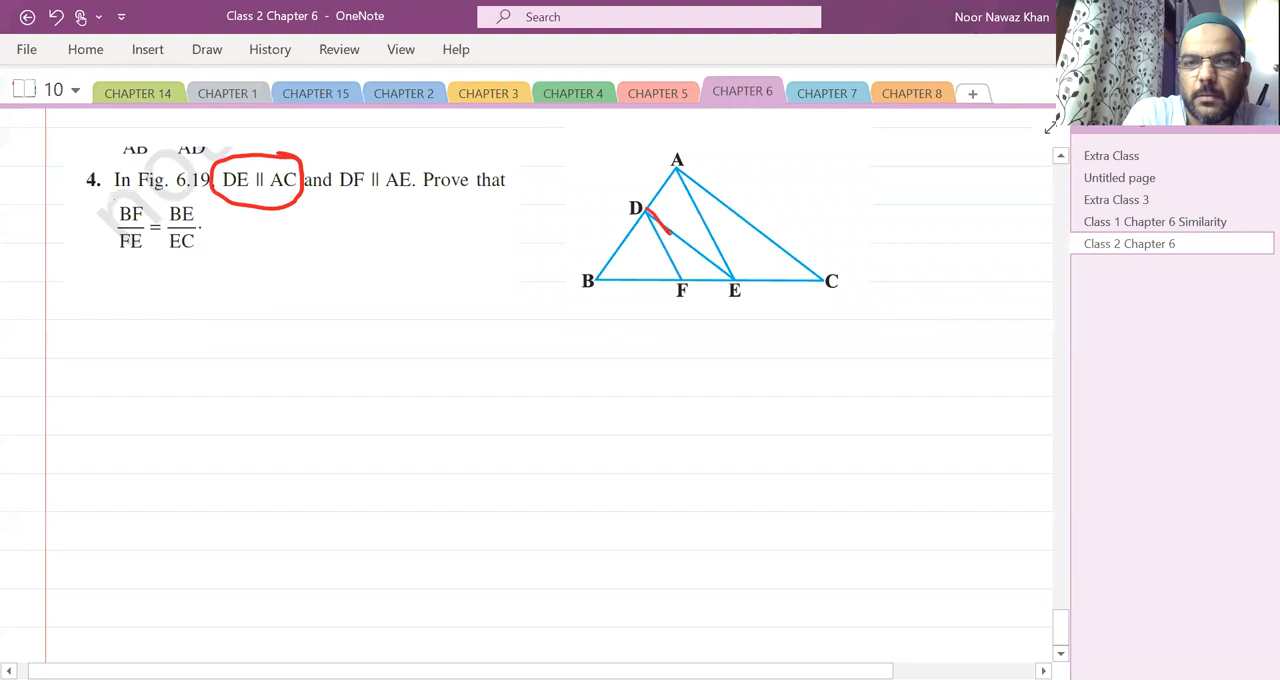 Class 2 Chapter 6 - OneNote
Search
Noor Nawaz Khan
File Home Insert Draw History Review View Help
10
CHAPTER 14 CHAPTER 1 CHAPTER 15 CHAPTER 2 CHAPTER 3 CHAPTER 4 CHAPTER 5 CHAPTER 6 CHAPTER 7 CHAPTER 8 +
Extra Class
Untitled page
Extra Class 3
Class 1 Chapter 6 Similarity
Class 2 Chapter 6
AB AD
not
4. In Fig. 6.19, DE || AC and DF || AE. Prove that
BF/FE = BE/EC.
A
D
B F E C